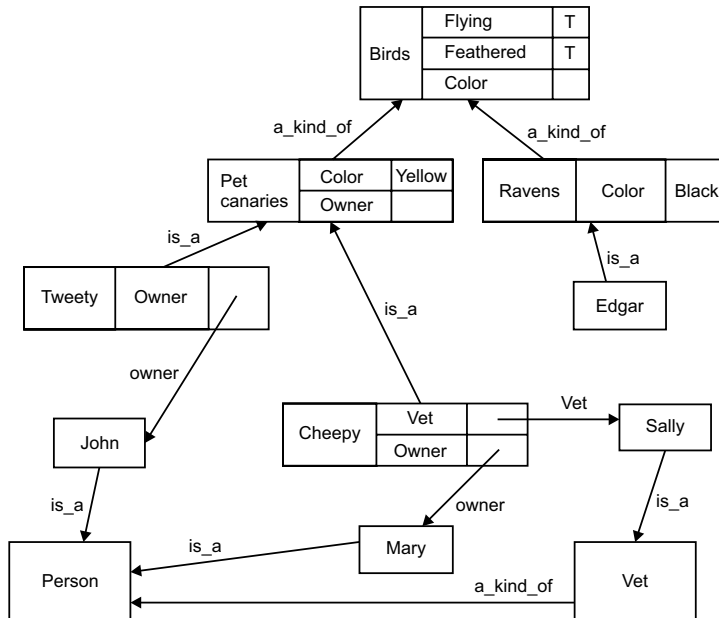 Flying T
Birds Feathered T
Color
a_kind_of a_kind_of
Pet canaries Color Yellow
Owner
Ravens Color Black
is_a
is_a
Tweety Owner
Edgar
is_a
owner
Vet
Cheepy Vet
Owner
John
Sally
is_a
owner
is_a
Mary
is_a
Person
a_kind_of
Vet